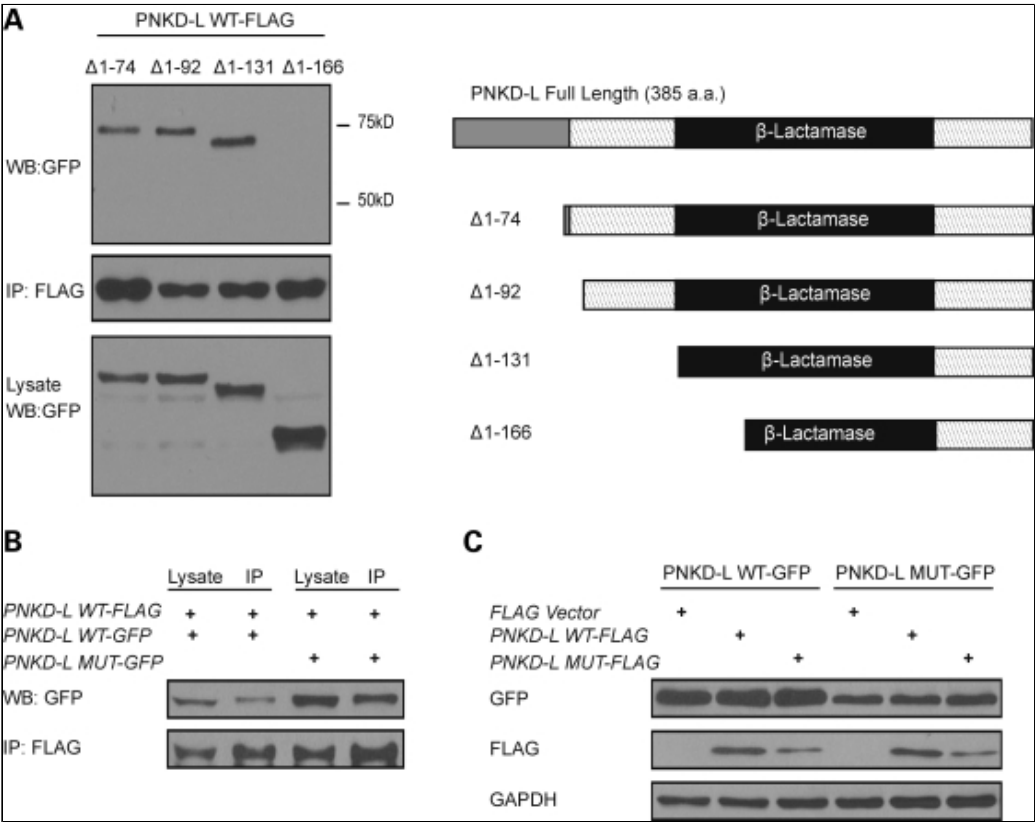 A
PNKD-L WT-FLAG
Δ1-74 Δ1-92 Δ1-131 Δ1-166
WB:GFP
75kD
50kD
IP: FLAG
Lysate
WB:GFP
PNKD-L Full Length (385 a.a.)
β-Lactamase
Δ1-74
β-Lactamase
Δ1-92
β-Lactamase
Δ1-131
β-Lactamase
Δ1-166
β-Lactamase
B
Lysate IP Lysate IP
PNKD-L WT-FLAG + + + +
PNKD-L WT-GFP + +
PNKD-L MUT-GFP + +
WB: GFP
IP: FLAG
C
PNKD-L WT-GFP PNKD-L MUT-GFP
FLAG Vector + +
PNKD-L WT-FLAG + +
PNKD-L MUT-FLAG + +
GFP
FLAG
GAPDH